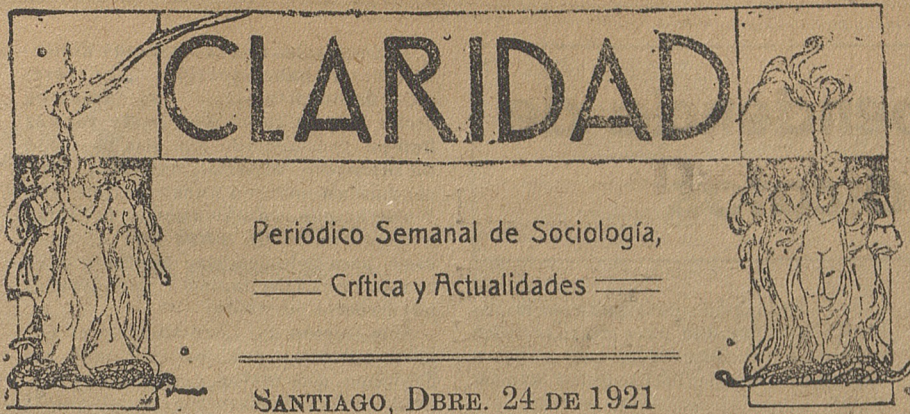 CLARIDAD
Periódico Semanal de Sociología,
Crítica y Actualidades
SANTIAGO, DBRE. 24 DE 1921